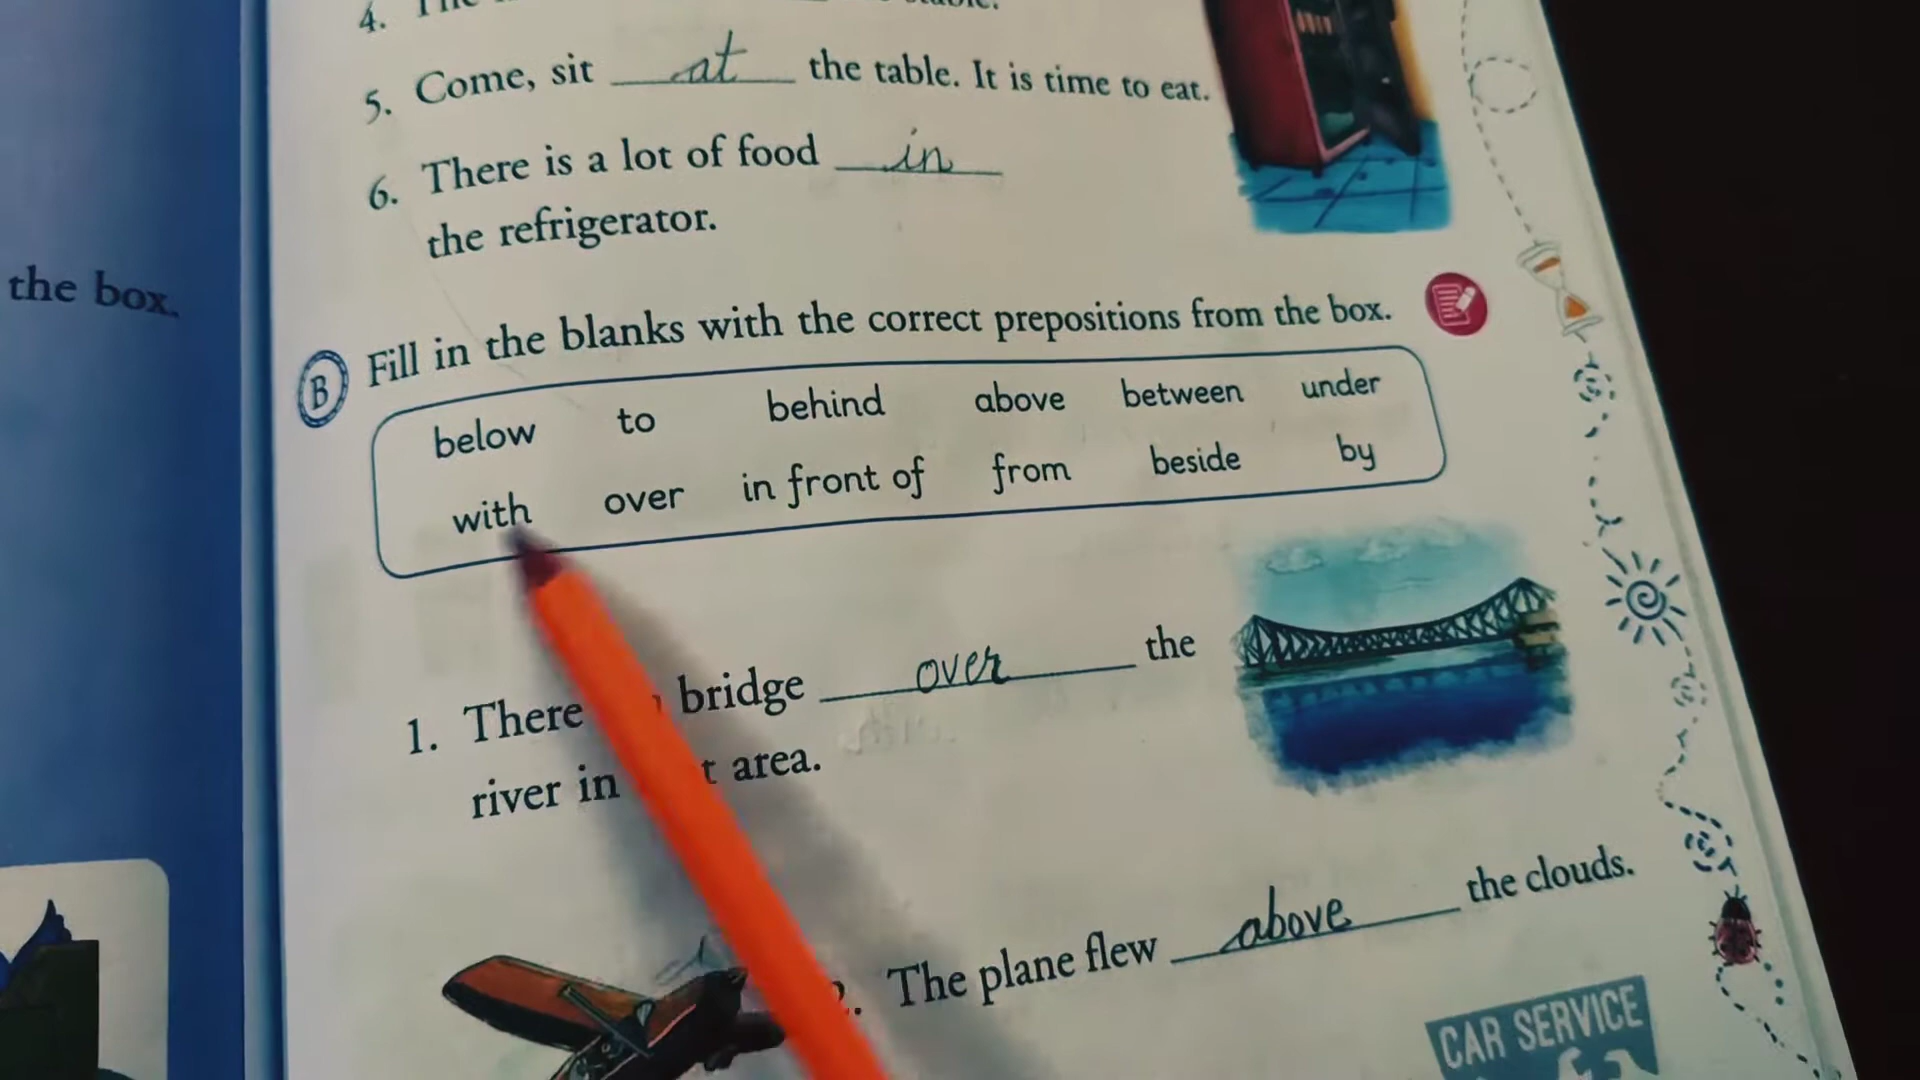 4. The
5. Come, sit at the table. It is time to eat.
6. There is a lot of food in
the refrigerator.
the box.
B Fill in the blanks with the correct prepositions from the box.
below to behind above between under
with over in front of from beside by
1. There bridge over the
river in area.
2. The plane flew above the clouds.
CAR SERVICE